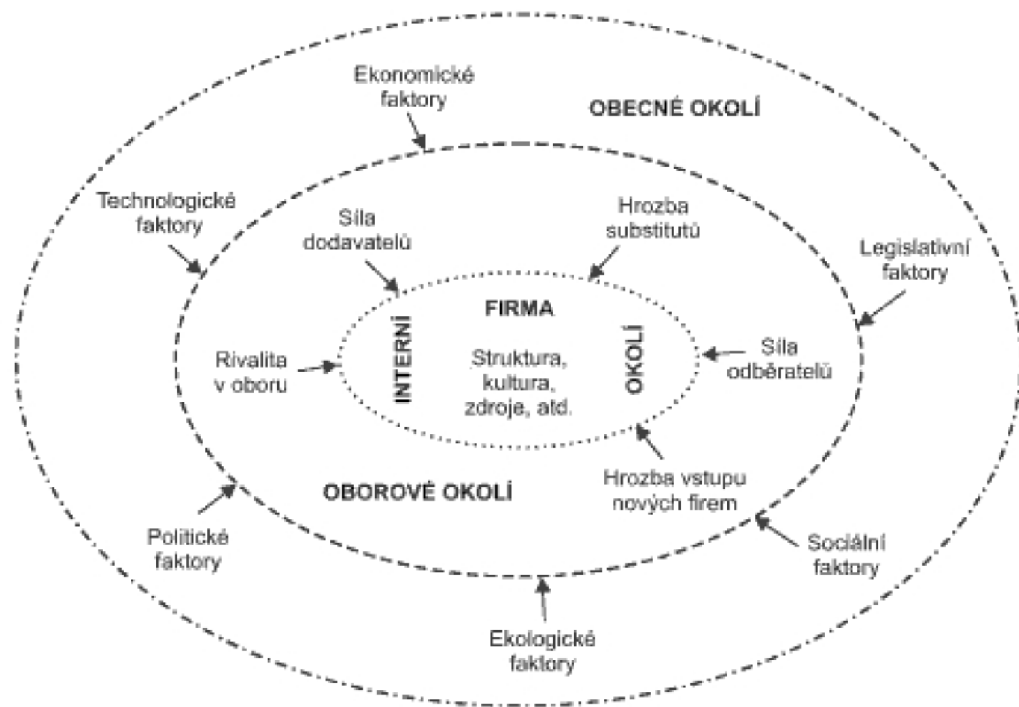 Ekonomické
faktory
OBECNÉ OKOLÍ
Technologické
faktory
Síla
dodavatelů
Hrozba
substitutů
Legislativní
faktory
FIRMA
INTERNÍ
OKOLÍ
Struktura,
kultura,
zdroje, atd.
Rivalita
v oboru
Síla
odběratelů
OBOROVÉ OKOLÍ
Hrozba vstupu
nových firem
Politické
faktory
Sociální
faktory
Ekologické
faktory